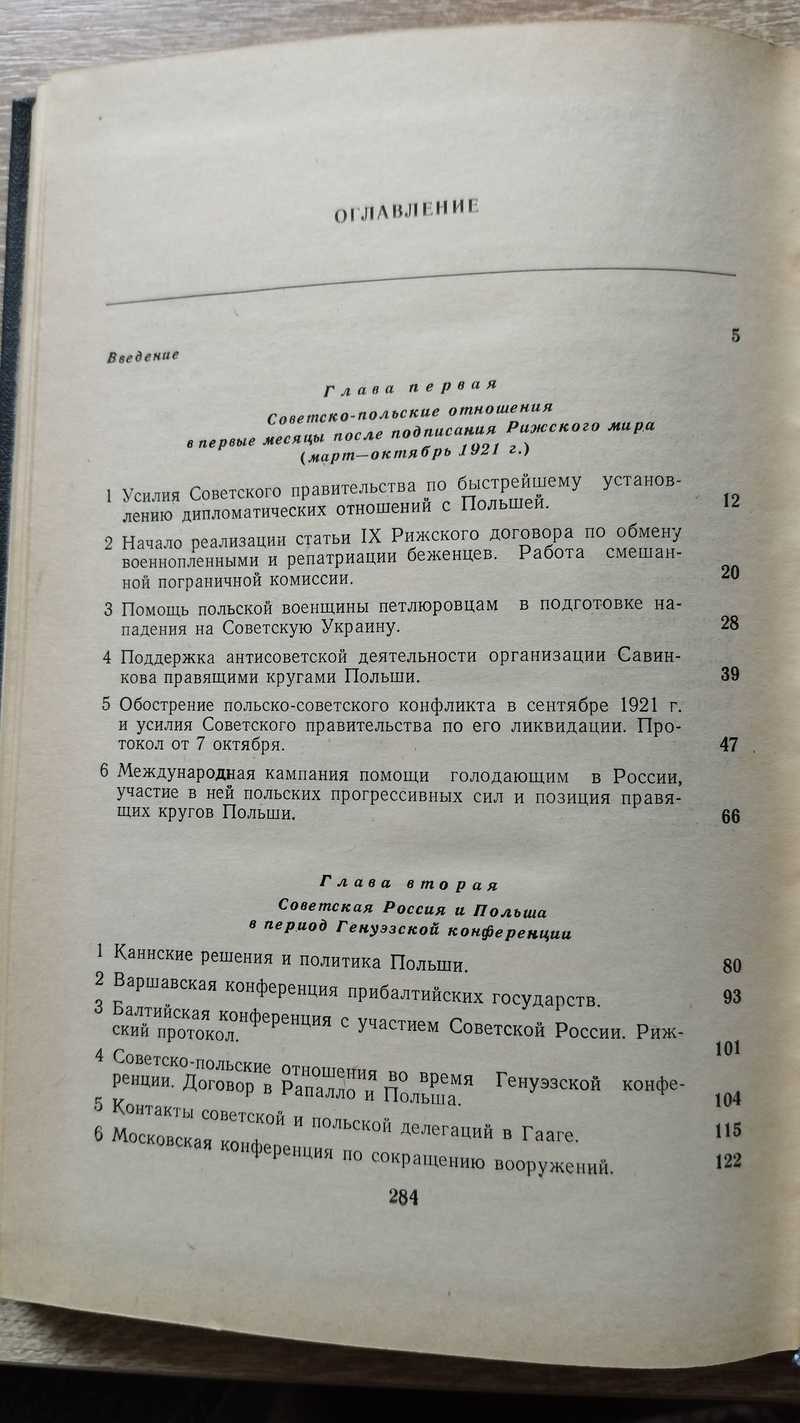 ОГЛАВЛЕНИЕ
Введение 5
Глава первая
Советско-польские отношения
в первые месяцы после подписания Рижского мира
(март—октябрь 1921 г.)
1 Усилия Советского правительства по быстрейшему установ-
лению дипломатических отношений с Польшей. 12
2 Начало реализации статьи IX Рижского договора по обмену
военнопленными и репатриации беженцев. Работа смешан-
ной пограничной комиссии. 20
3 Помощь польской военщины петлюровцам в подготовке на-
падения на Советскую Украину. 28
4 Поддержка антисоветской деятельности организации Савин-
кова правящими кругами Польши. 39
5 Обострение польско-советского конфликта в сентябре 1921 г.
и усилия Советского правительства по его ликвидации. Про-
токол от 7 октября. 47
6 Международная кампания помощи голодающим в России,
участие в ней польских прогрессивных сил и позиция правя-
щих кругов Польши. 66
Глава вторая
Советская Россия и Польша
в период Генуэзской конференции
1 Каннские решения и политика Польши. 80
2 Варшавская конференция прибалтийских государств. 93
3 Балтийская конференция с участием Советской России. Риж-
ский протокол. 101
4 Советско-польские отношения во время Генуэзской конфе-
ренции. Договор в Рапалло и Польша. 104
5 Контакты советской и польской делегаций в Гааге. 115
6 Московская конференция по сокращению вооружений. 122
284